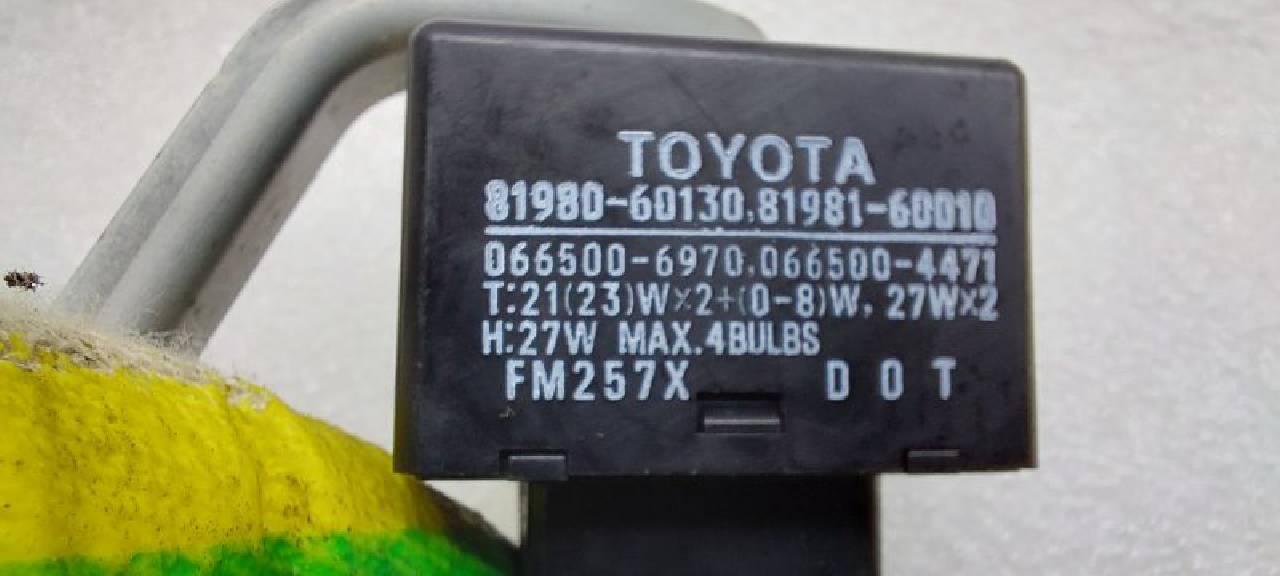 TOYOTA
81980-60130,81981-60010
066500-6970,066500-4471
T:21(23)W×2+(0-8)W, 27W×2
H:27W MAX.4BULBS
FM257X DOT